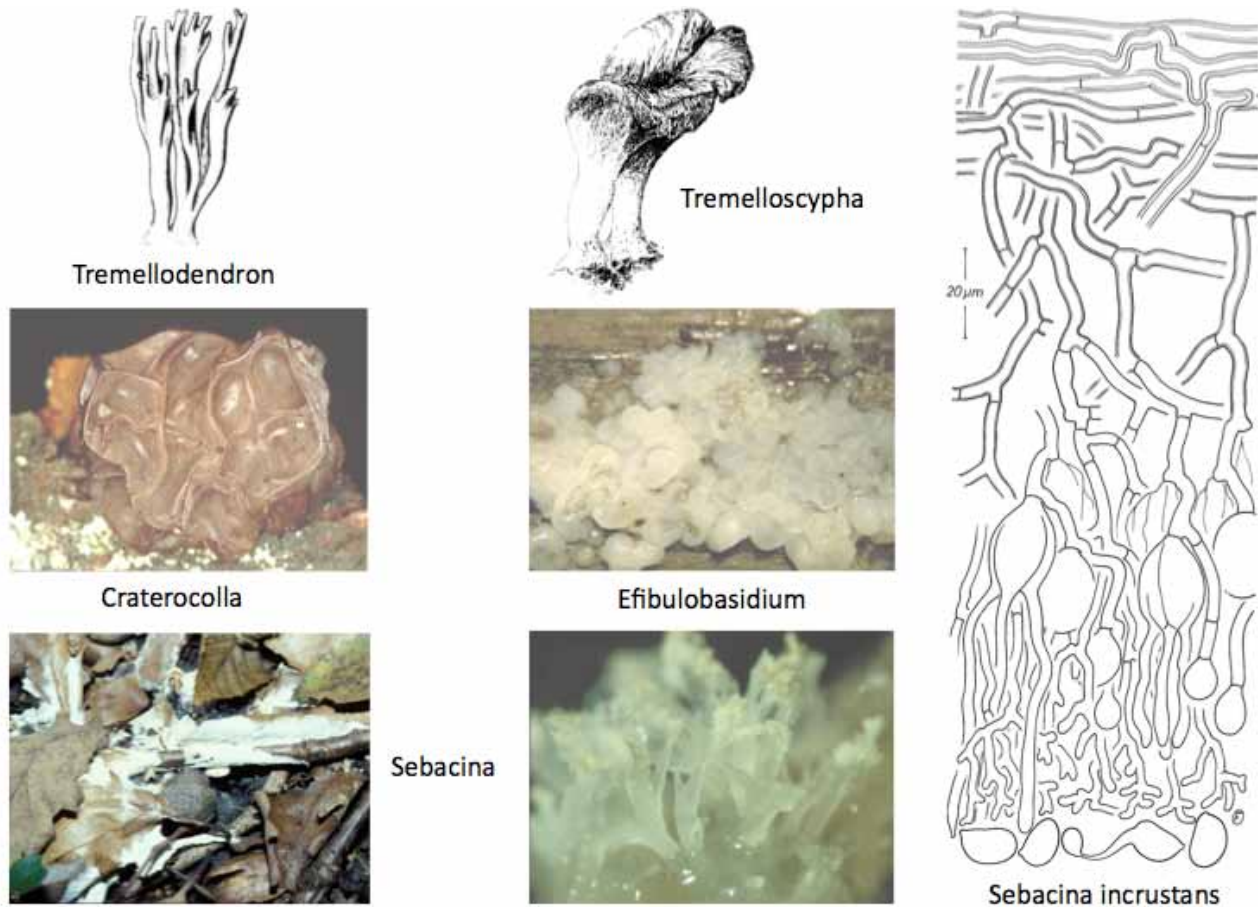 Tremellodendron
Tremelloscypha
20 µm
Craterocolla
Efibulobasidium
Sebacina
Sebacina incrustans